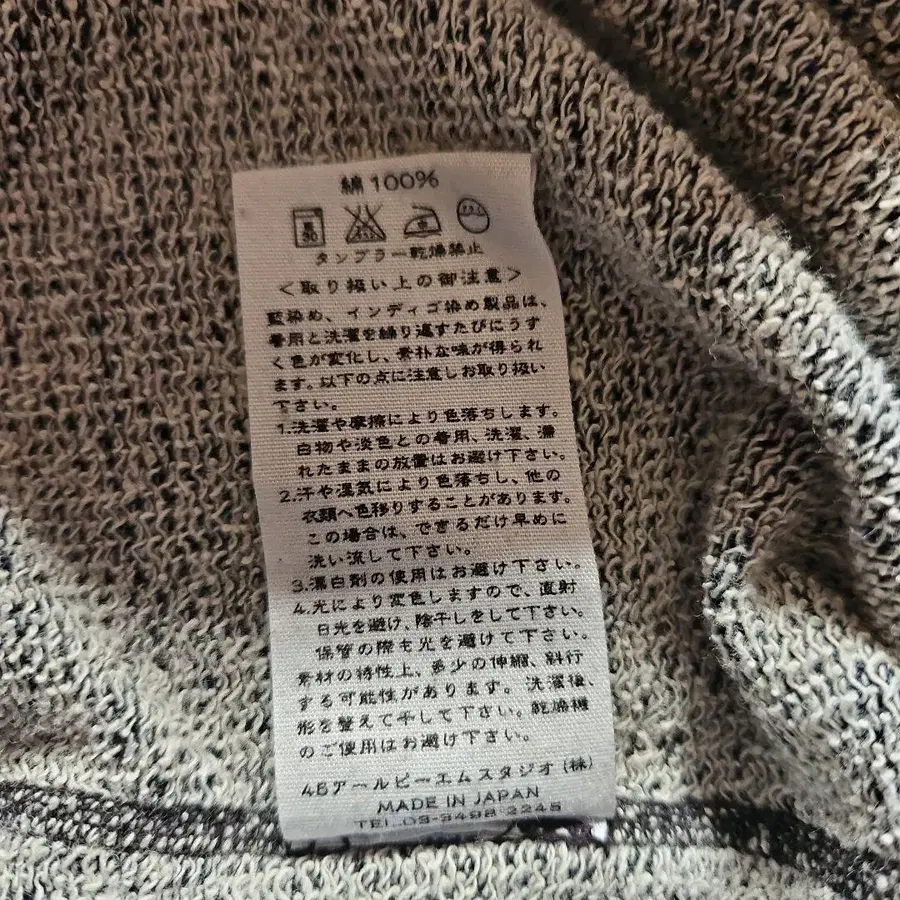 綿100%
タンブラー乾燥禁止
＜取り扱い上の御注意＞
藍染め、インディゴ染め製品は、
着用と洗濯を繰り返すたびにうす
く色が変化し、素朴な味が得られ
ます。以下の点に注意しお取り扱い
下さい。
1.洗濯や摩擦により色落ちします。
白物や淡色との着用、洗濯、濡
れたままの放置はお避け下さい。
2.汗や湿気により色落ちし、他の
衣類へ色移りすることがあります。
この場合は、できるだけ早めに
洗い流して下さい。
3.漂白剤の使用はお避け下さい。
4.光により変色しますので、直射
日光を避け、陰干しをして下さい。
保管の際も光を避けて下さい。
素材の特性上、多少の伸縮、斜行
する可能性があります。洗濯後、
形を整えて干して下さい。乾燥機
のご使用はお避け下さい。
46アールピーエムスタジオ(株)
MADE IN JAPAN
TEL.03-3498-2248